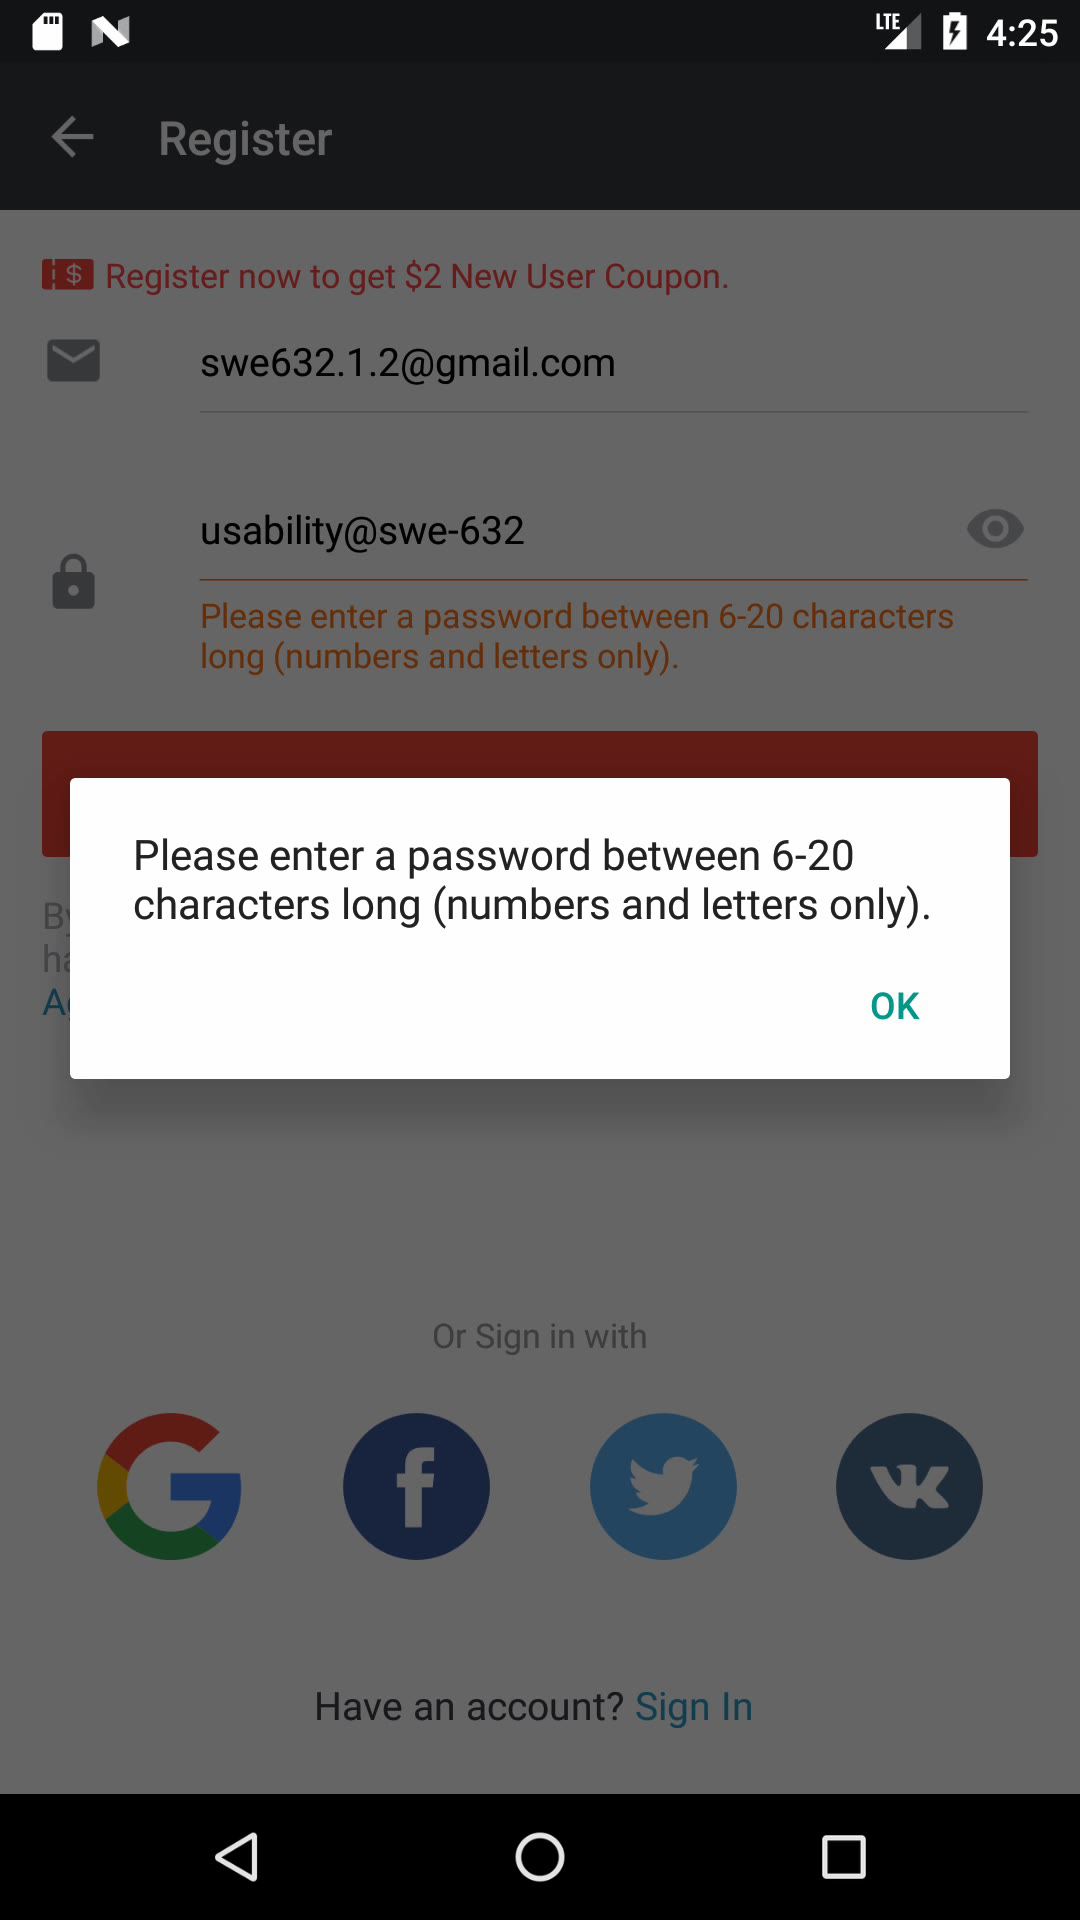 LTE 4:25
Register
$ Register now to get $2 New User Coupon.
swe632.1.2@gmail.com
usability@swe-632
Please enter a password between 6-20 characters
long (numbers and letters only).
Please enter a password between 6-20
characters long (numbers and letters only).
OK
Or Sign in with
Have an account? Sign In